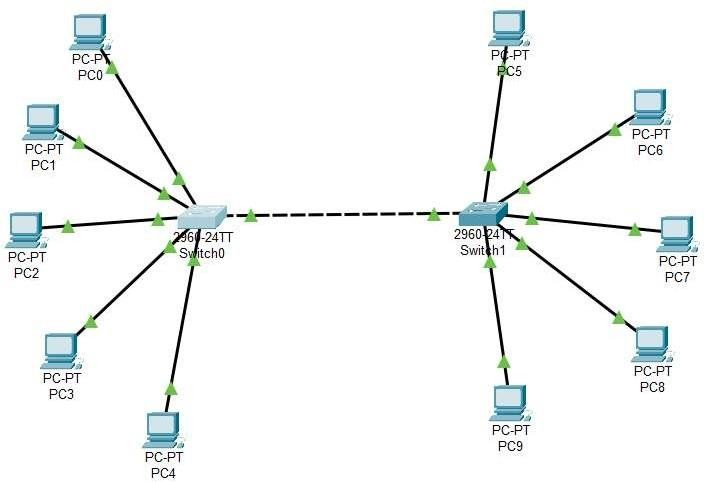 PC-PT
PC0
PC-PT
PC1
PC-PT
PC2
PC-PT
PC3
PC-PT
PC4
2960-24TT
Switch0
2960-24TT
Switch1
PC-PT
PC5
PC-PT
PC6
PC-PT
PC7
PC-PT
PC8
PC-PT
PC9